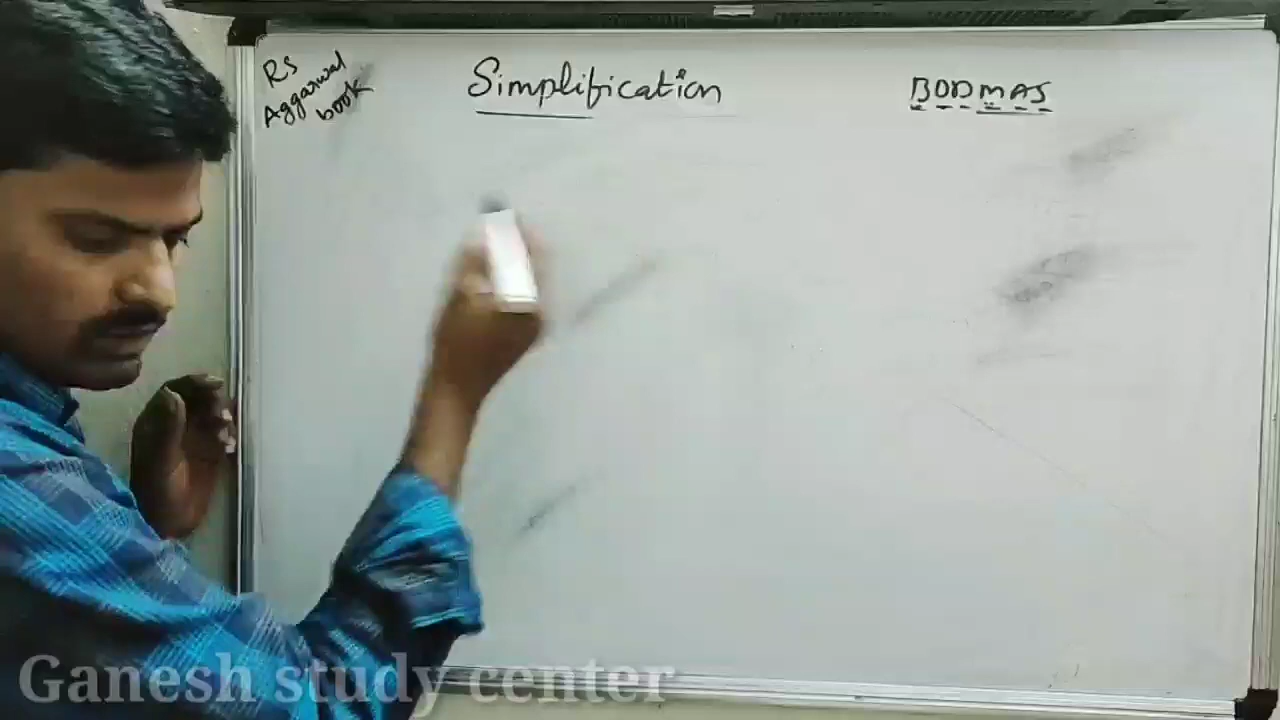 RS
Aggarwal
book
Simplification
BODMAS
Ganesh study center